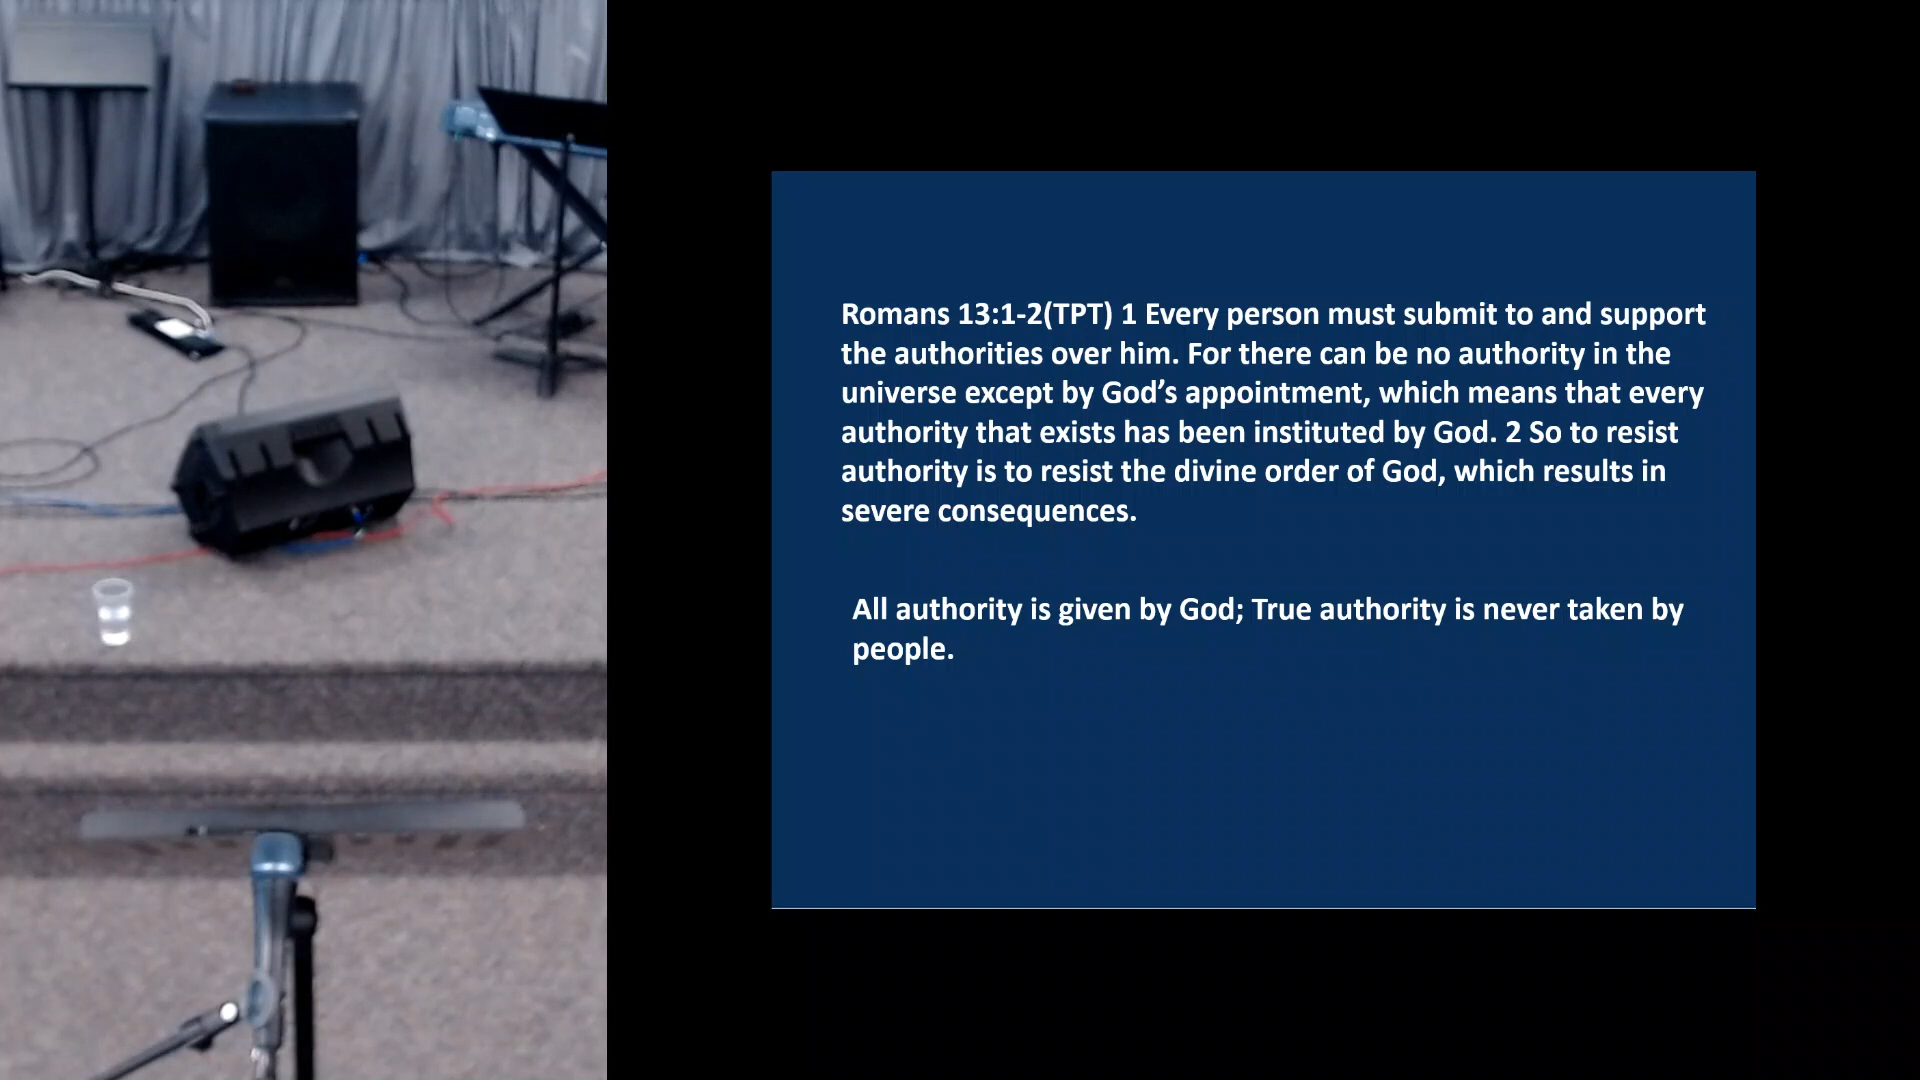 Romans 13:1-2(TPT) 1 Every person must submit to and support
the authorities over him. For there can be no authority in the
universe except by God’s appointment, which means that every
authority that exists has been instituted by God. 2 So to resist
authority is to resist the divine order of God, which results in
severe consequences.
All authority is given by God; True authority is never taken by
people.